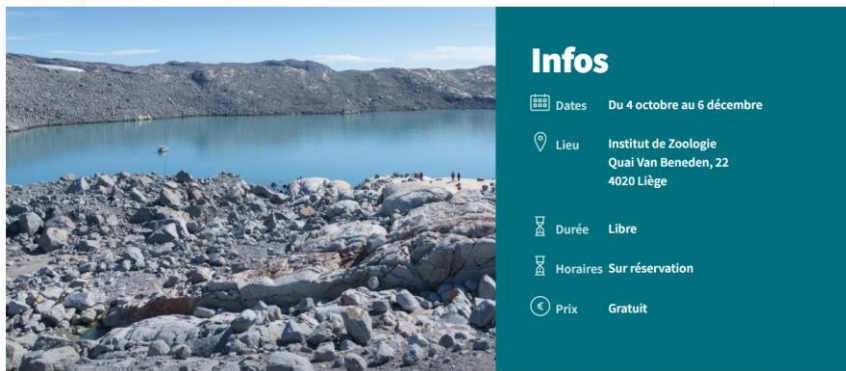 Infos
Dates Du 4 octobre au 6 décembre
Lieu Institut de Zoologie
Quai Van Beneden, 22
4020 Liège
Durée Libre
Horaires Sur réservation
€ Prix Gratuit